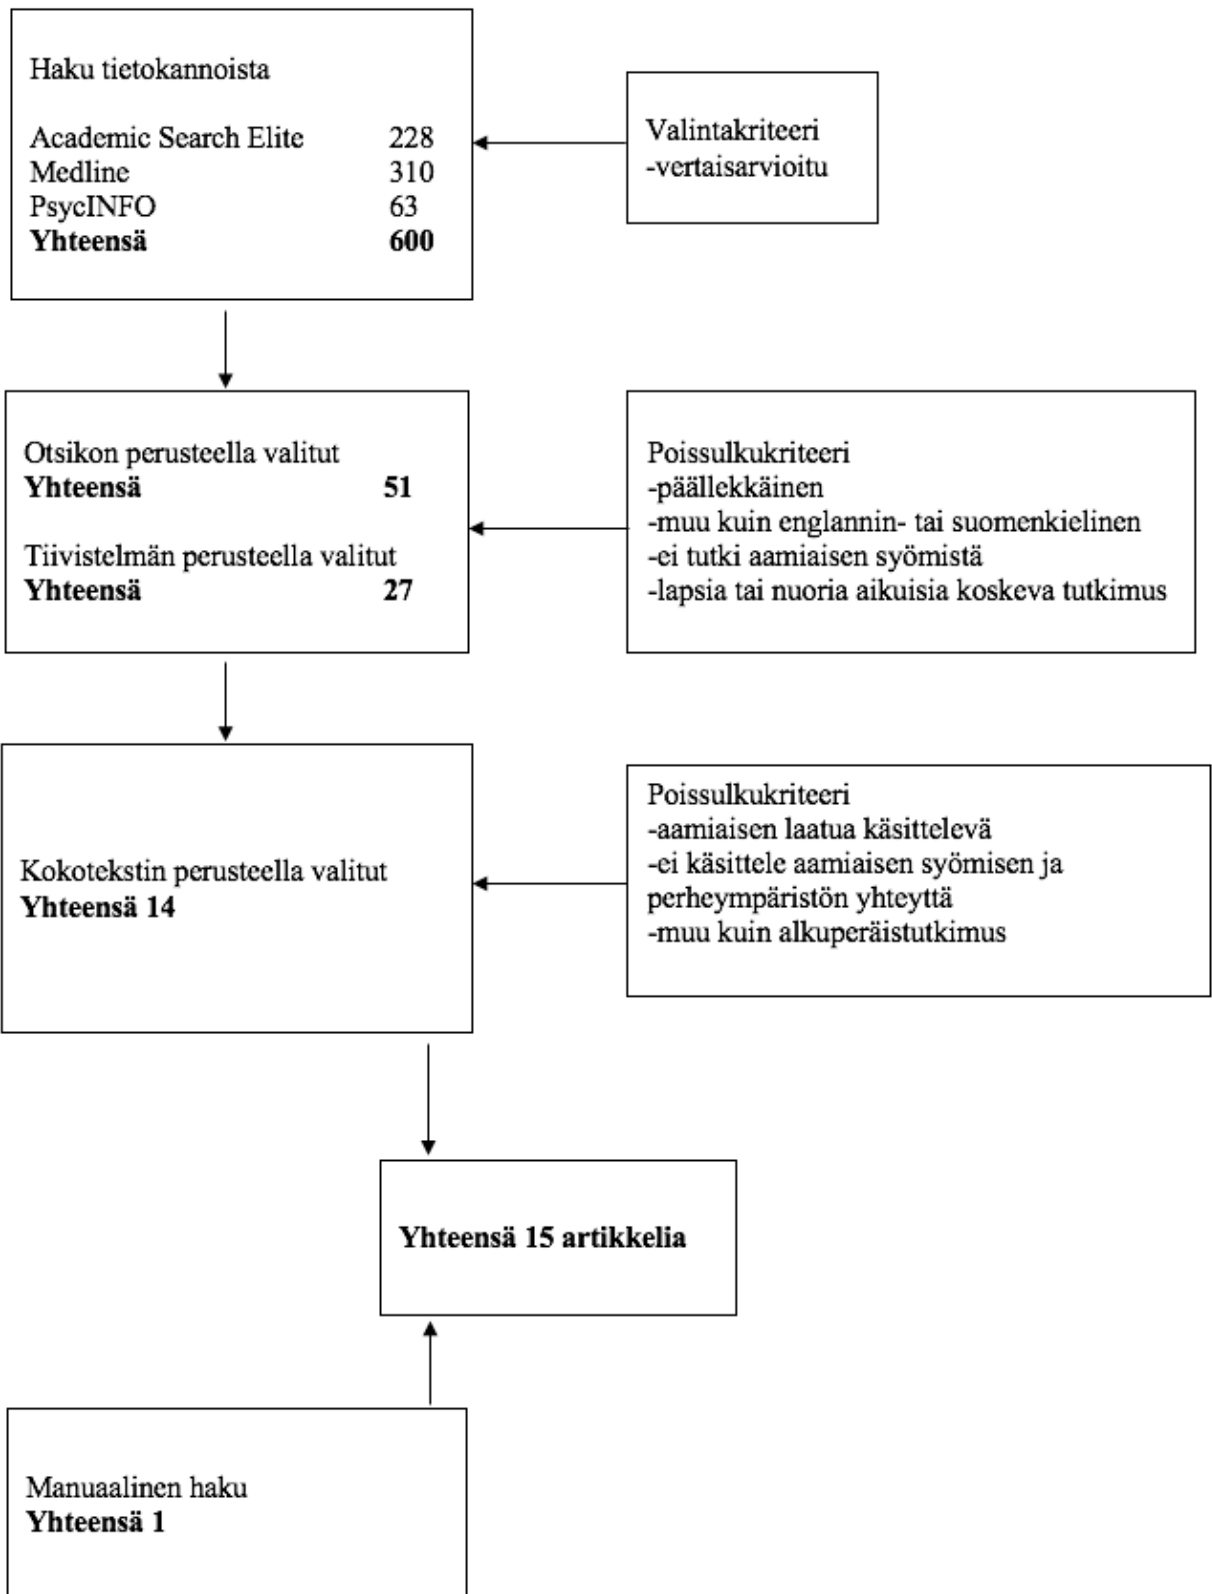 Haku tietokannoista
Academic Search Elite 228
Medline 310
PsycINFO 63
Yhteensä 600
Valintakriteeri
-vertaisarvioitu
Otsikon perusteella valitut
Yhteensä 51
Tiivistelmän perusteella valitut
Yhteensä 27
Poissulkukriteeri
-päällekkäinen
-muu kuin englannin- tai suomenkielinen
-ei tutki aamiaisen syömistä
-lapsia tai nuoria aikuisia koskeva tutkimus
Kokotekstin perusteella valitut
Yhteensä 14
Poissulkukriteeri
-aamiaisen laatua käsittelevä
-ei käsittele aamiaisen syömisen ja
perheympäristön yhteyttä
-muu kuin alkuperäistutkimus
Yhteensä 15 artikkelia
Manuaalinen haku
Yhteensä 1